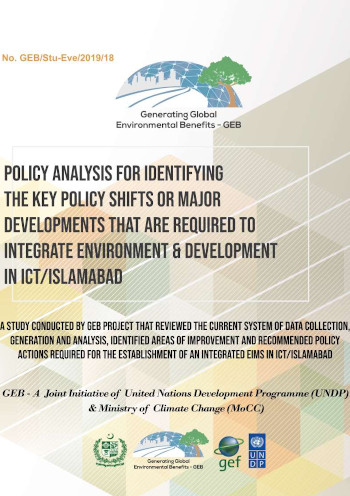 No. GEB/Stu-Eve/2019/18
Generating Global
Environmental Benefits - GEB
POLICY ANALYSIS FOR IDENTIFYING
THE KEY POLICY SHIFTS OR MAJOR
DEVELOPMENTS THAT ARE REQUIRED TO
INTEGRATE ENVIRONMENT & DEVELOPMENT
IN ICT/ISLAMABAD
A STUDY CONDUCTED BY GEB PROJECT THAT REVIEWED THE CURRENT SYSTEM OF DATA COLLECTION,
GENERATION AND ANALYSIS, IDENTIFIED AREAS OF IMPROVEMENT AND RECOMMENDED POLICY
ACTIONS REQUIRED FOR THE ESTABLISHMENT OF AN INTEGRATED EIMS IN ICT/ISLAMABAD
GEB - A Joint Initiative of United Nations Development Programme (UNDP)
& Ministry of Climate Change (MoCC)
Generating Global
Environmental Benefits - GEB
gef
U N
D P